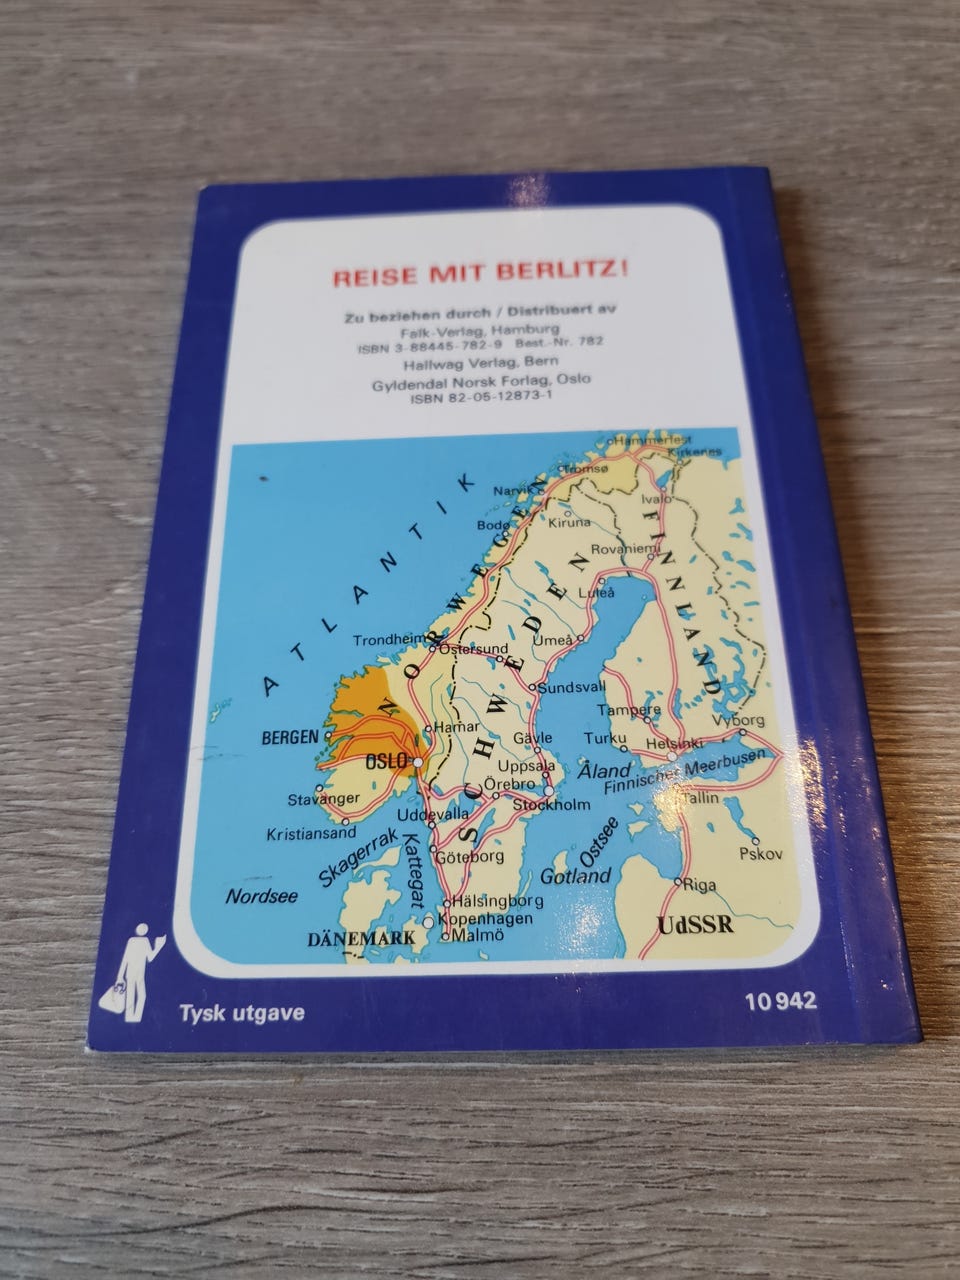 REISE MIT BERLITZ!
Zu beziehen durch / Distribuert av
Falk-Verlag, Hamburg
ISBN 3-88445-782-9 Best.-Nr. 782
Hallwag Verlag, Bern
Gyldendal Norsk Forlag, Oslo
ISBN 82-05-12873-1
Hammerfest
Kirkenes
Tromsø
Narvik
Ivalo
ATLANTIK
Bodø
Kiruna
Rovaniemi
Luleå
NORWEGEN
SCHWEDEN
FINNLAND
Trondheim
Östersund
Umeå
Sundsvall
Tampere
Vyborg
BERGEN
Hamar
Gävle
Turku
Helsinki
OSLO
Uppsala
Åland
Finnischer Meerbusen
Stavanger
Örebro
Stockholm
Tallin
Kristiansand
Uddevalla
Skagerrak
Kattegat
Göteborg
Ostsee
Pskov
Gotland
Riga
Nordsee
Hälsingborg
Kopenhagen
DÄNEMARK
Malmö
UdSSR
Tysk utgave
10 942